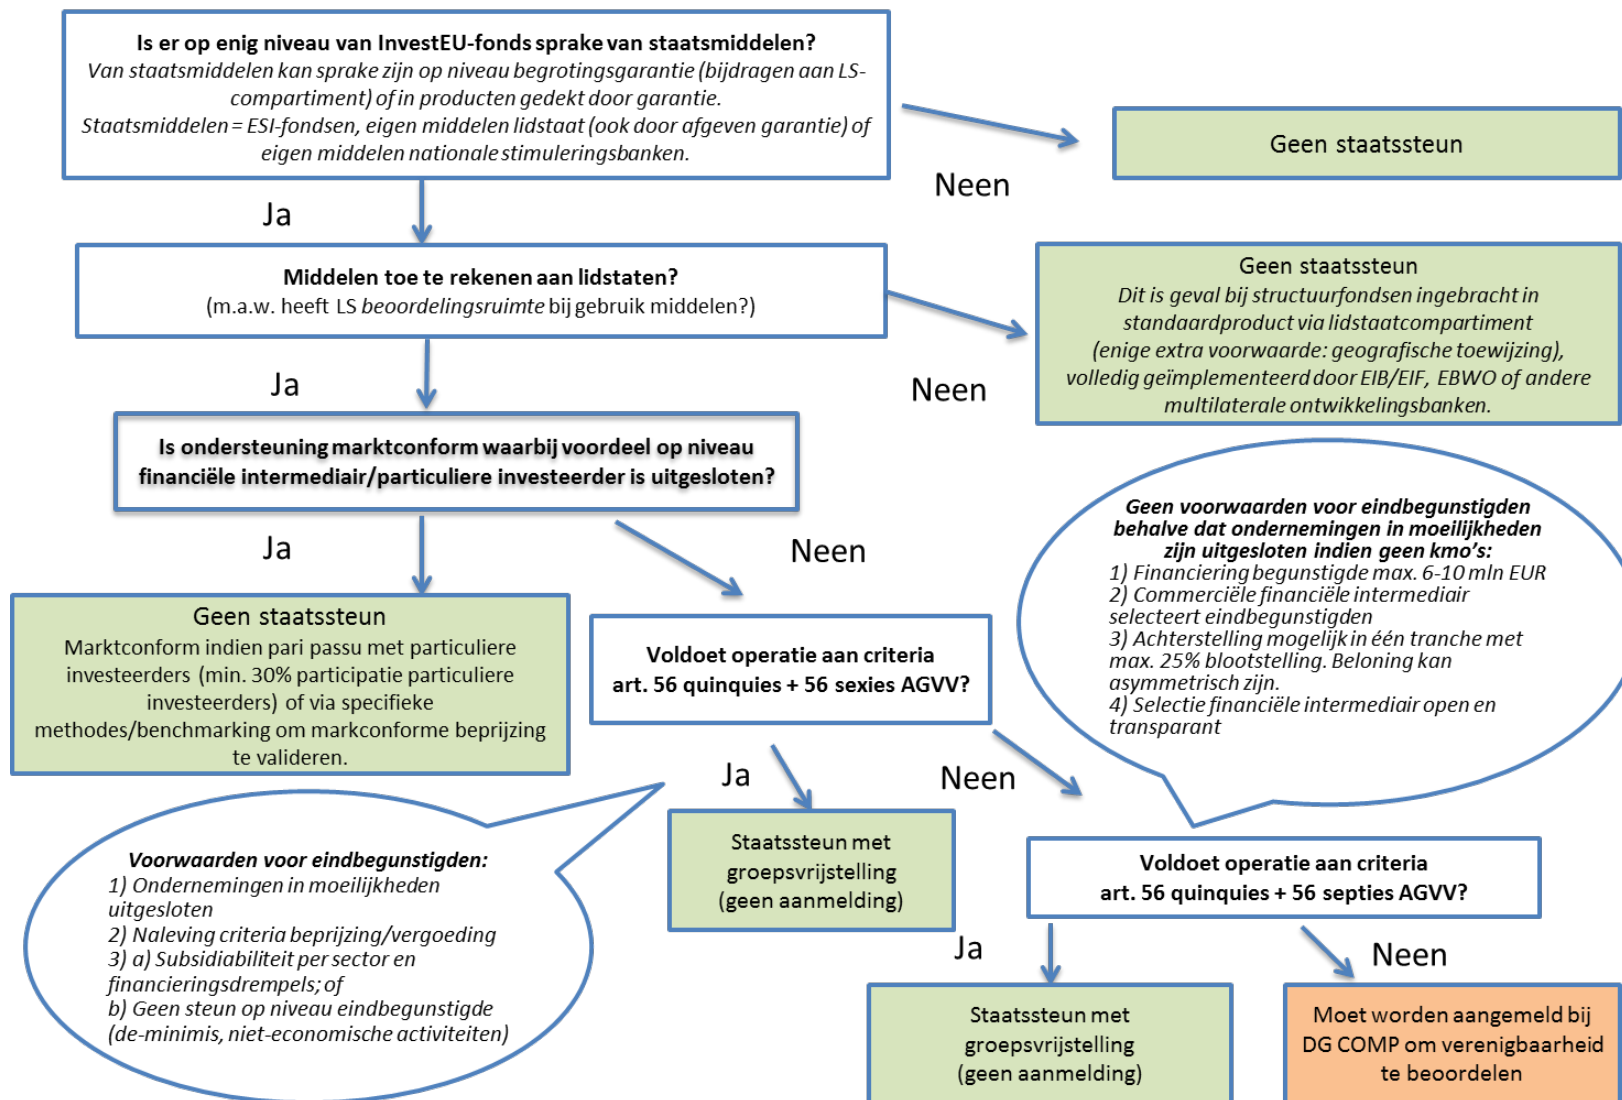 Is er op enig niveau van InvestEU-fonds sprake van staatsmiddelen?
Van staatsmiddelen kan sprake zijn op niveau begrotingsgarantie (bijdragen aan LS-
compartiment) of in producten gedekt door garantie.
Staatsmiddelen = ESI-fondsen, eigen middelen lidstaat (ook door afgeven garantie) of
eigen middelen nationale stimuleringsbanken.
Geen staatssteun
Neen
Ja
Middelen toe te rekenen aan lidstaten?
(m.a.w. heeft LS beoordelingsruimte bij gebruik middelen?)
Geen staatssteun
Dit is geval bij structuurfondsen ingebracht in
standaardproduct via lidstaatcompartiment
(enige extra voorwaarde: geografische toewijzing),
volledig geïmplementeerd door EIB/EIF, EBWO of andere
multilaterale ontwikkelingsbanken.
Ja
Neen
Is ondersteuning marktconform waarbij voordeel op niveau
financiële intermediair/particuliere investeerder is uitgesloten?
Ja
Neen
Geen voorwaarden voor eindbegunstigden
behalve dat ondernemingen in moeilijkheden
zijn uitgesloten indien geen kmo's:
1) Financiering begunstigde max. 6-10 mln EUR
2) Commerciële financiële intermediair
selecteert eindbegunstigden
3) Achterstelling mogelijk in één tranche met
max. 25% blootstelling. Beloning kan
asymmetrisch zijn.
4) Selectie financiële intermediair open en
transparant
Geen staatssteun
Marktconform indien pari passu met particuliere
investeerders (min. 30% participatie particuliere
investeerders) of via specifieke
methodes/benchmarking om markconforme beprijzing
te valideren.
Voldoet operatie aan criteria
art. 56 quinquies + 56 sexies AGVV?
Ja
Neen
Voorwaarden voor eindbegunstigden:
1) Ondernemingen in moeilijkheden
uitgesloten
2) Naleving criteria beprijzing/vergoeding
3) a) Subsidiabiliteit per sector en
financieringsdrempels; of
b) Geen steun op niveau eindbegunstigde
(de-minimis, niet-economische activiteiten)
Staatssteun met
groepsvrijstelling
(geen aanmelding)
Voldoet operatie aan criteria
art. 56 quinquies + 56 septies AGVV?
Ja
Neen
Staatssteun met
groepsvrijstelling
(geen aanmelding)
Moet worden aangemeld bij
DG COMP om verenigbaarheid
te beoordelen